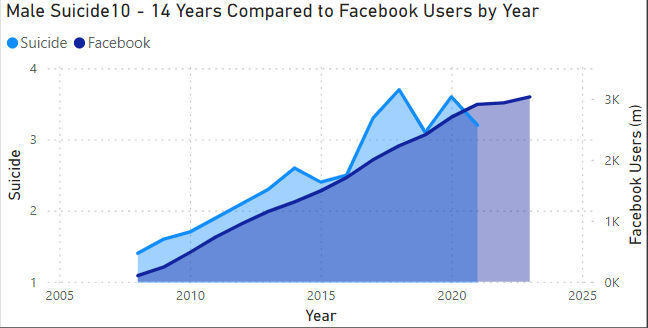 Male Suicide10 - 14 Years Compared to Facebook Users by Year
Suicide Facebook
4
3
2
1
Suicide
3K
2K
1K
0K
Facebook Users (m)
2005 2010 2015 2020 2025
Year